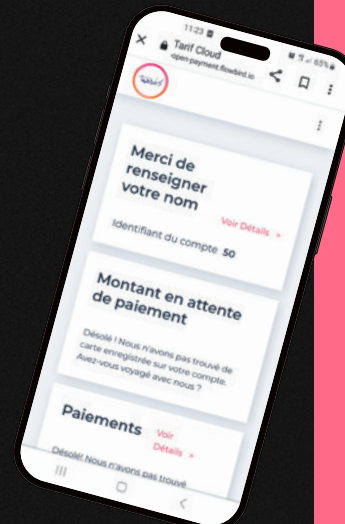 11:23
65%
Tarif Cloud
open-payment.flowbird.io
Merci de
renseigner
votre nom
Voir Détails >
Identifiant du compte 50
Montant en attente
de paiement
Désolé ! Nous n'avons pas trouvé de
carte enregistrée sur votre compte.
Avez-vous voyagé avec nous ?
Paiements
Voir
Détails >
Désolé! Nous n'avons pas trouvé